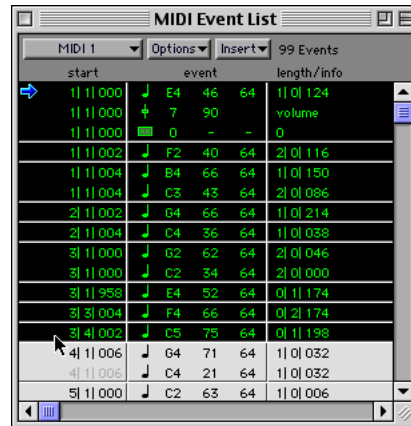 MIDI Event List
MIDI 1 Options Insert 99 Events
start event length/info
1| 1| 000 E4 46 64 1| 0| 124
1| 1| 000 7 90 volume
1| 1| 000 0 - - 0
1| 1| 002 F2 40 64 2| 0| 116
1| 1| 004 B4 66 64 1| 0| 150
1| 1| 004 C3 43 64 2| 0| 086
2| 1| 002 G4 66 64 1| 0| 214
2| 1| 004 C4 36 64 1| 0| 038
3| 1| 000 G2 62 64 2| 0| 046
3| 1| 000 C2 34 64 2| 0| 000
3| 1| 958 E4 52 64 0| 1| 174
3| 3| 004 F4 66 64 0| 2| 174
3| 4| 002 C5 75 64 0| 1| 198
4| 1| 006 G4 71 64 1| 0| 032
4| 1| 006 C4 21 64 1| 0| 032
5| 1| 000 C2 63 64 1| 0| 006